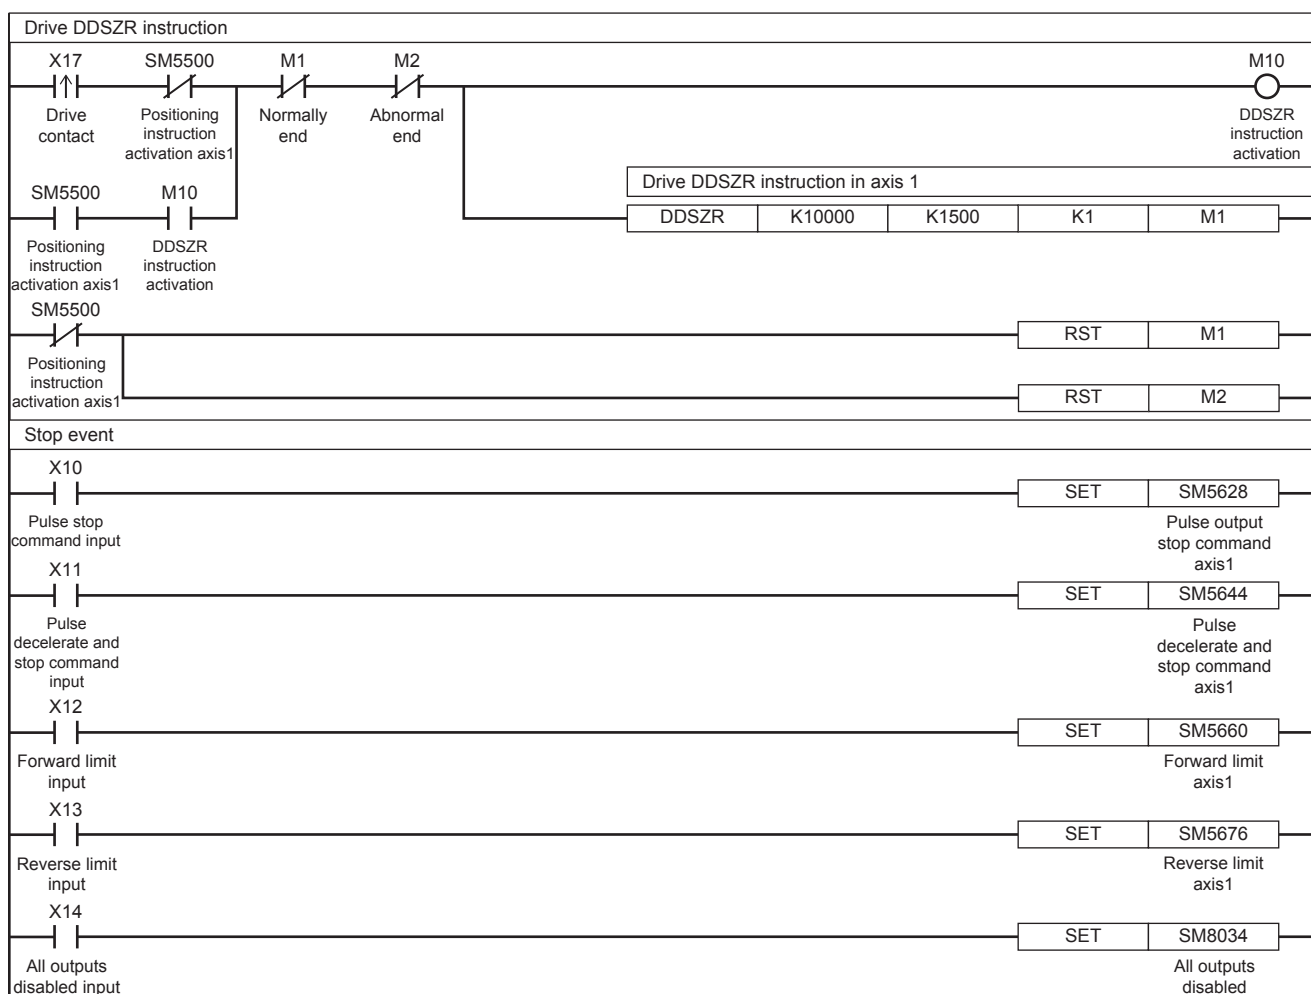 Drive DDSZR instruction
X17 SM5500 M1 M2 M10
Drive contact
Positioning instruction activation axis1
Normally end
Abnormal end
DDSZR instruction activation
Drive DDSZR instruction in axis 1
SM5500 M10
DDSZR K10000 K1500 K1 M1
Positioning instruction activation axis1
DDSZR instruction activation
SM5500
RST M1
Positioning instruction activation axis1
RST M2
Stop event
X10
SET SM5628
Pulse stop command input
Pulse output stop command axis1
X11
SET SM5644
Pulse decelerate and stop command input
Pulse decelerate and stop command axis1
X12
SET SM5660
Forward limit input
Forward limit axis1
X13
SET SM5676
Reverse limit input
Reverse limit axis1
X14
SET SM8034
All outputs disabled input
All outputs disabled